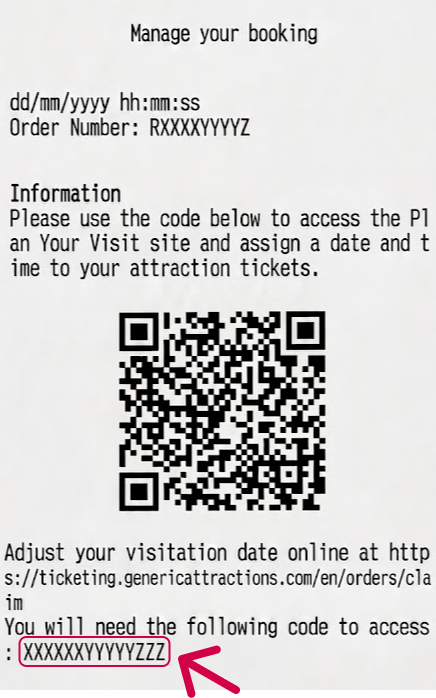 Manage your booking
dd/mm/yyyy hh:mm:ss
Order Number: RXXXXYYYYZ
Information
Please use the code below to access the Pl
an Your Visit site and assign a date and t
ime to your attraction tickets.
Adjust your visitation date online at http
s://ticketing.genericattractions.com/en/orders/cla
im
You will need the following code to access
: XXXXXXYYYYYZZZ